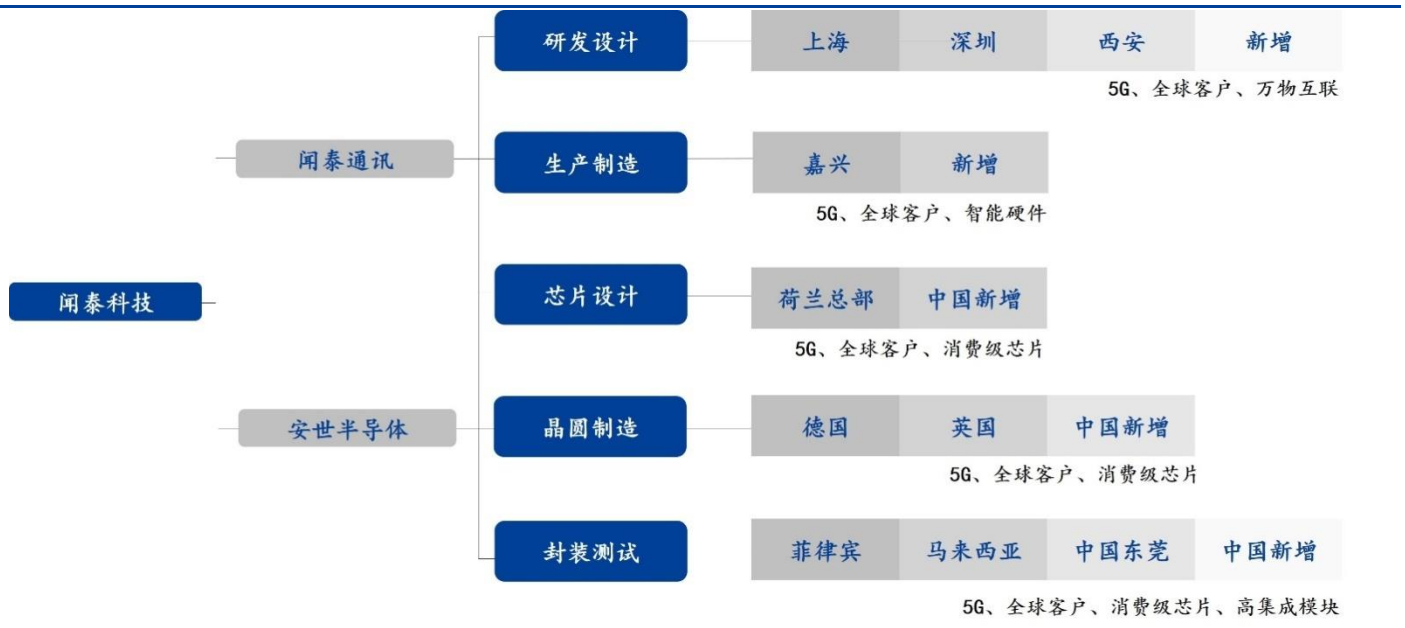 研发设计
上海 深圳 西安 新增
5G、全球客户、万物互联
闻泰通讯
生产制造
嘉兴 新增
5G、全球客户、智能硬件
闻泰科技
芯片设计
荷兰总部 中国新增
5G、全球客户、消费级芯片
安世半导体
晶圆制造
德国 英国 中国新增
5G、全球客户、消费级芯片
封装测试
菲律宾 马来西亚 中国东莞 中国新增
5G、全球客户、消费级芯片、高集成模块